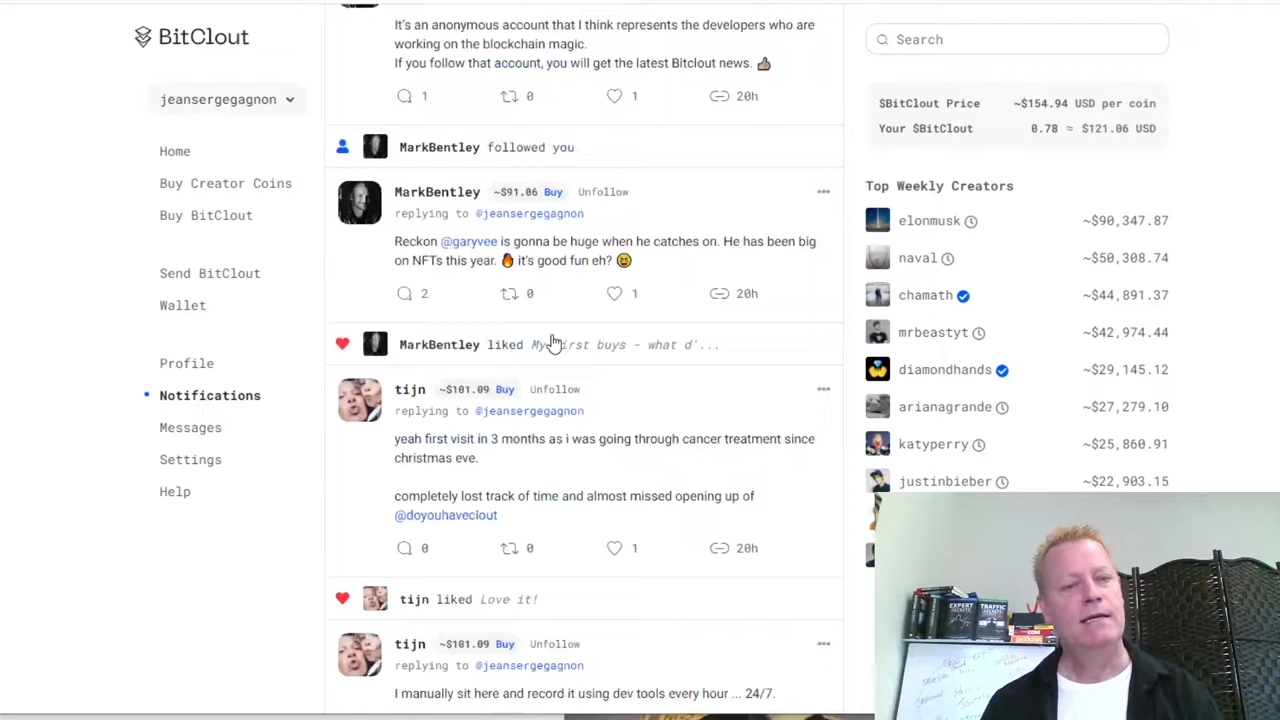 BitClout
jeansergegagnon
Home
Buy Creator Coins
Buy BitClout
Send BitClout
Wallet
Profile
Notifications
Messages
Settings
Help
It's an anonymous account that I think represents the developers who are
working on the blockchain magic.
If you follow that account, you will get the latest Bitclout news. 👍🏽
1 0 1 20h
MarkBentley followed you
MarkBentley ~$91.06 Buy Unfollow
replying to @jeansergegagnon
Reckon @garyvee is gonna be huge when he catches on. He has been big
on NFTs this year. 🔥 it's good fun eh? 😆
2 0 1 20h
MarkBentley liked My first buys - what d'...
tijn ~$101.09 Buy Unfollow
replying to @jeansergegagnon
yeah first visit in 3 months as i was going through cancer treatment since
christmas eve.
completely lost track of time and almost missed opening up of
@doyouhaveclout
0 0 1 20h
tijn liked Love it!
tijn ~$101.09 Buy Unfollow
replying to @jeansergegagnon
I manually sit here and record it using dev tools every hour ... 24/7.
Search
$BitClout Price ~$154.94 USD per coin
Your $BitClout 0.78 ≈ $121.06 USD
Top Weekly Creators
elonmusk ~$90,347.87
naval ~$50,308.74
chamath ~$44,891.37
mrbeastyt ~$42,974.44
diamondhands ~$29,145.12
arianagrande ~$27,279.10
katyperry ~$25,860.91
justinbieber ~$22,903.15
EXPERT
SECRETS
TRAFFIC
SECRETS